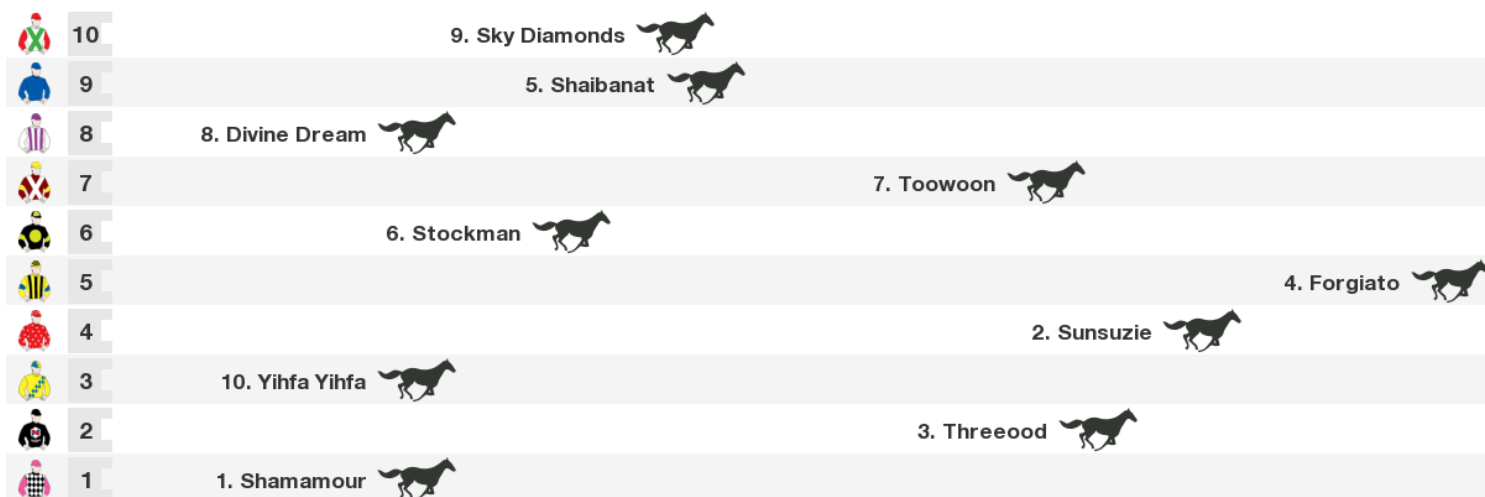 10 9. Sky Diamonds
9 5. Shaibanat
8 8. Divine Dream
7 7. Toowoon
6 6. Stockman
5 4. Forgiato
4 2. Sunsuzie
3 10. Yihfa Yihfa
2 3. Threeood
1 1. Shamamour